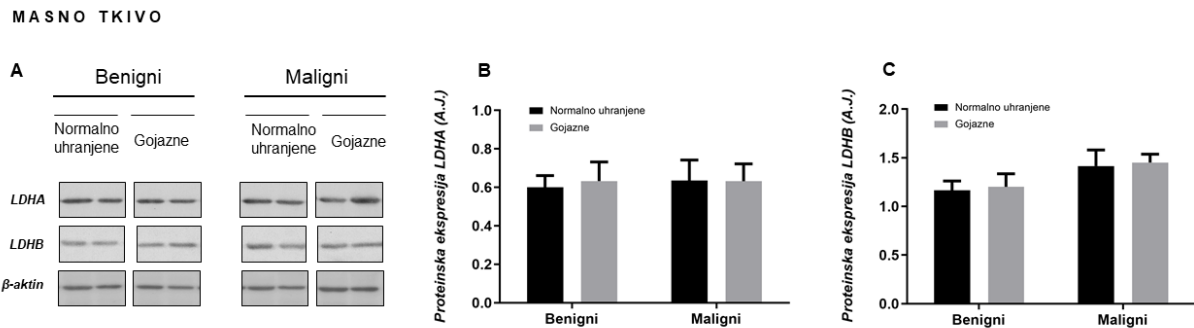 MASNO TKIVO
A
Benigni
Maligni
Normalno
uhranjene
Gojazne
Normalno
uhranjene
Gojazne
LDHA
LDHB
β-aktin
B
Proteinska ekspresija LDHA (A.J.)
1.0
0.8
0.6
0.4
0.2
0.0
Normalno uhranjene
Gojazne
Benigni
Maligni
C
Proteinska ekspresija LDHB (A.J.)
2.0
1.5
1.0
0.5
0.0
Normalno uhranjene
Gojazne
Benigni
Maligni